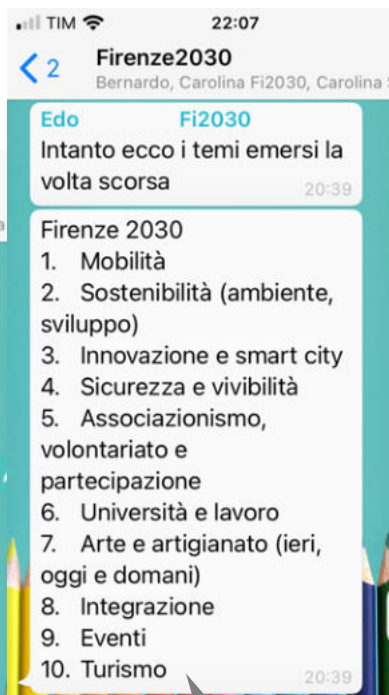 TIM 22:07
2 Firenze2030
Bernardo, Carolina Fi2030, Carolina
Edo Fi2030
Intanto ecco i temi emersi la
volta scorsa
20:39
Firenze 2030
1. Mobilità
2. Sostenibilità (ambiente,
sviluppo)
3. Innovazione e smart city
4. Sicurezza e vivibilità
5. Associazionismo,
volontariato e
partecipazione
6. Università e lavoro
7. Arte e artigianato (ieri,
oggi e domani)
8. Integrazione
9. Eventi
10. Turismo
20:39